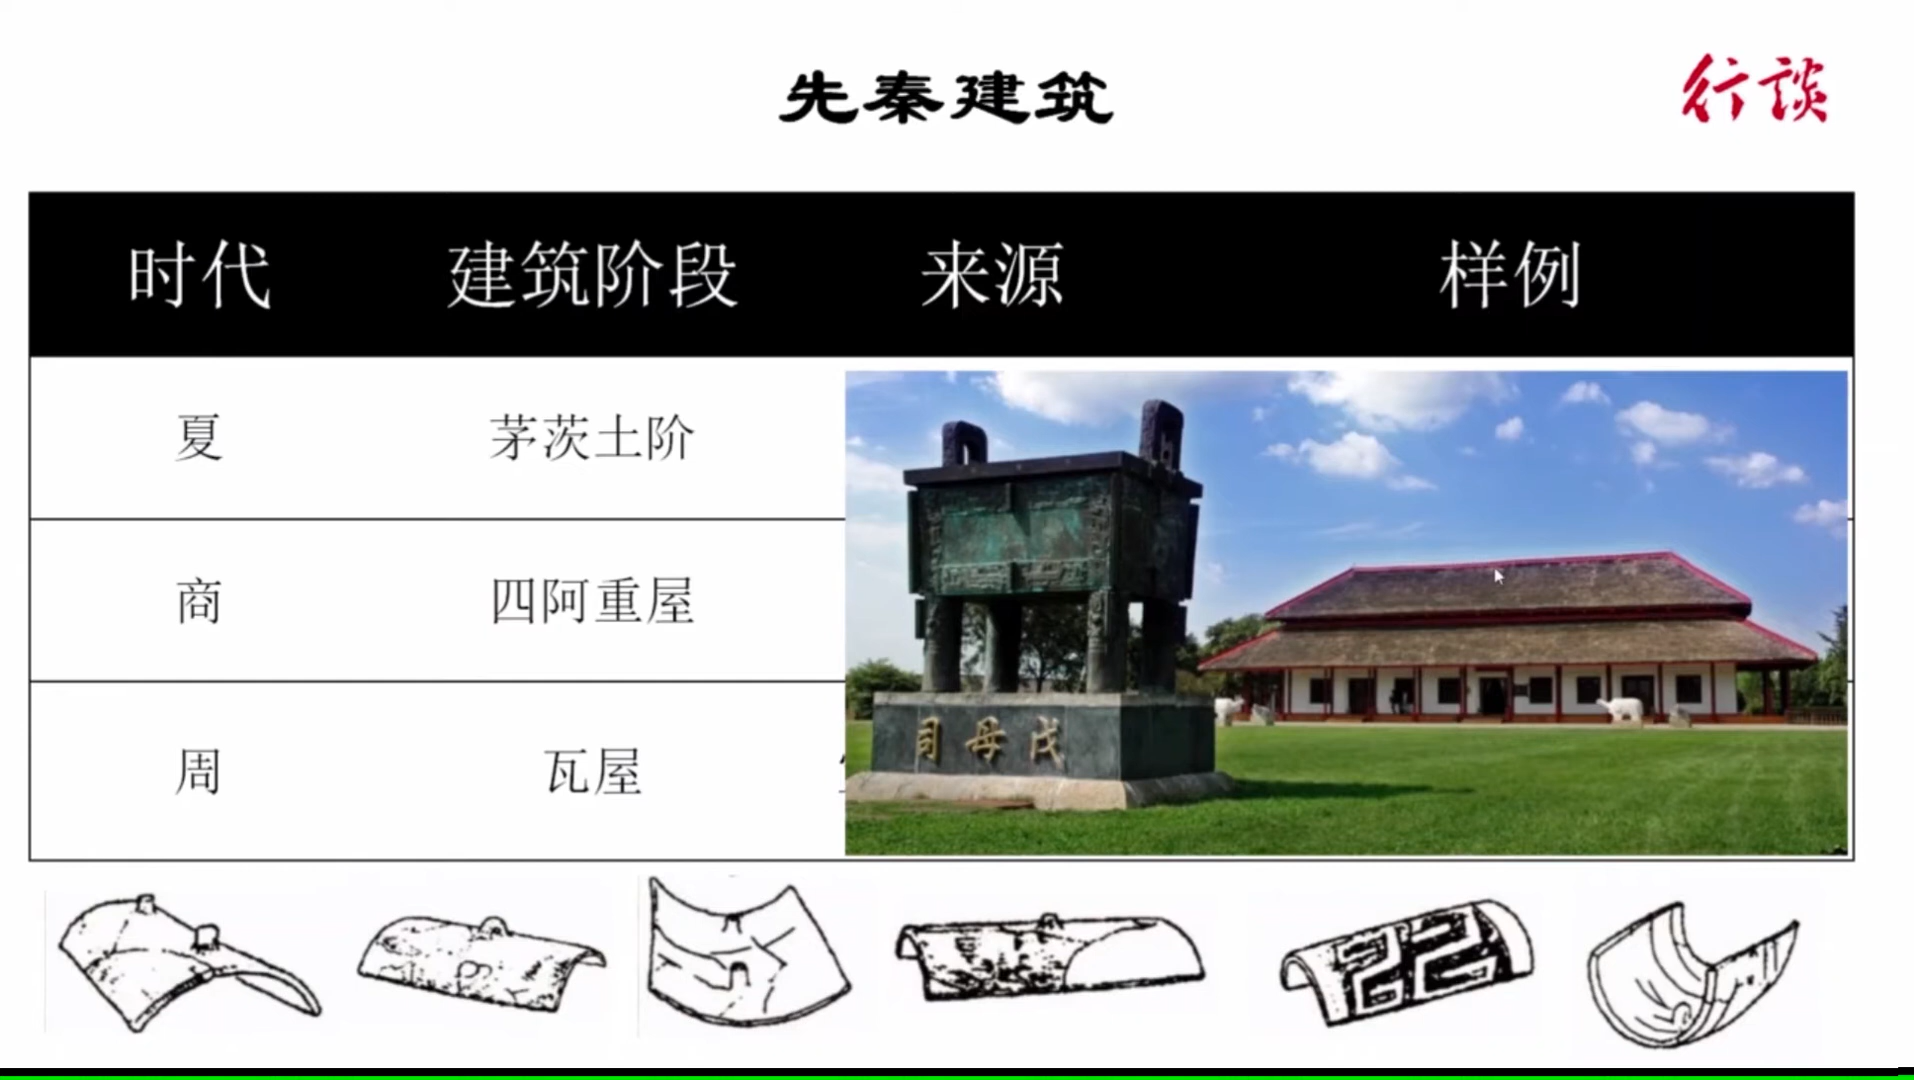 先秦建筑
行谈
时代 建筑阶段 来源 样例
夏 茅茨土阶
商 四阿重屋
周 瓦屋
司母戊